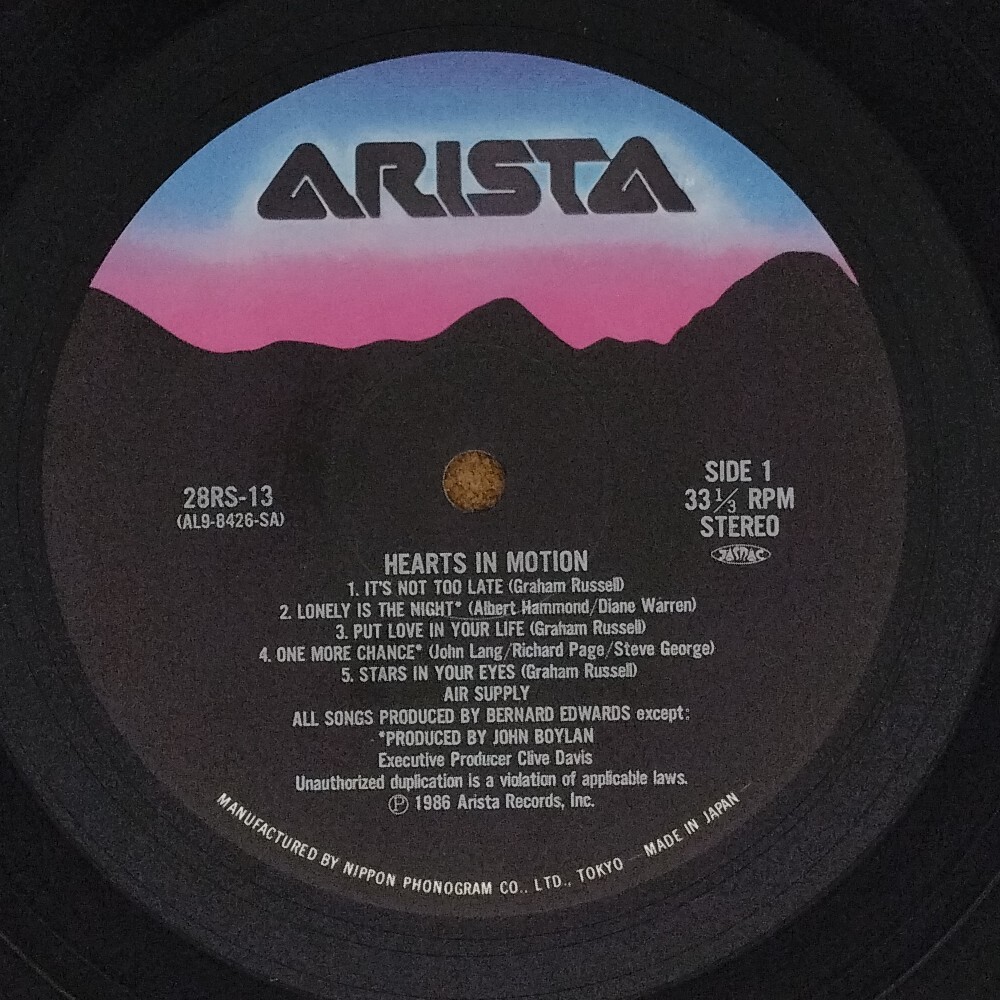 ARISTA
28RS-13
(AL9-8426-SA)
SIDE 1
33 1/3 RPM
STEREO
JASRAC
HEARTS IN MOTION
1. IT'S NOT TOO LATE (Graham Russell)
2. LONELY IS THE NIGHT* (Albert Hammond/Diane Warren)
3. PUT LOVE IN YOUR LIFE (Graham Russell)
4. ONE MORE CHANCE* (John Lang/Richard Page/Steve George)
5. STARS IN YOUR EYES (Graham Russell)
AIR SUPPLY
ALL SONGS PRODUCED BY BERNARD EDWARDS except:
*PRODUCED BY JOHN BOYLAN
Executive Producer Clive Davis
Unauthorized duplication is a violation of applicable laws.
℗ 1986 Arista Records, Inc.
MANUFACTURED BY NIPPON PHONOGRAM CO., LTD., TOKYO MADE IN JAPAN